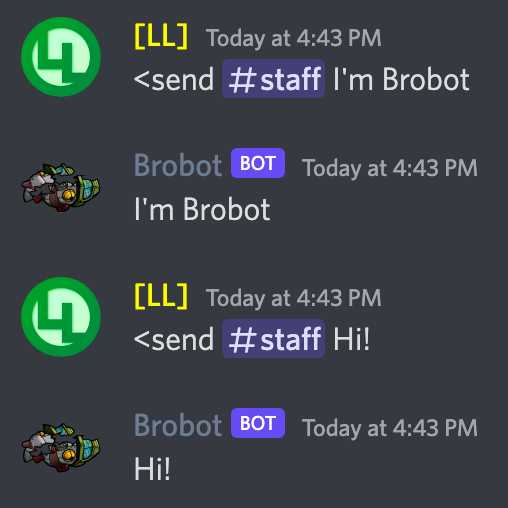 [LL] Today at 4:43 PM
<send #staff I'm Brobot
Brobot BOT Today at 4:43 PM
I'm Brobot
[LL] Today at 4:43 PM
<send #staff Hi!
Brobot BOT Today at 4:43 PM
Hi!